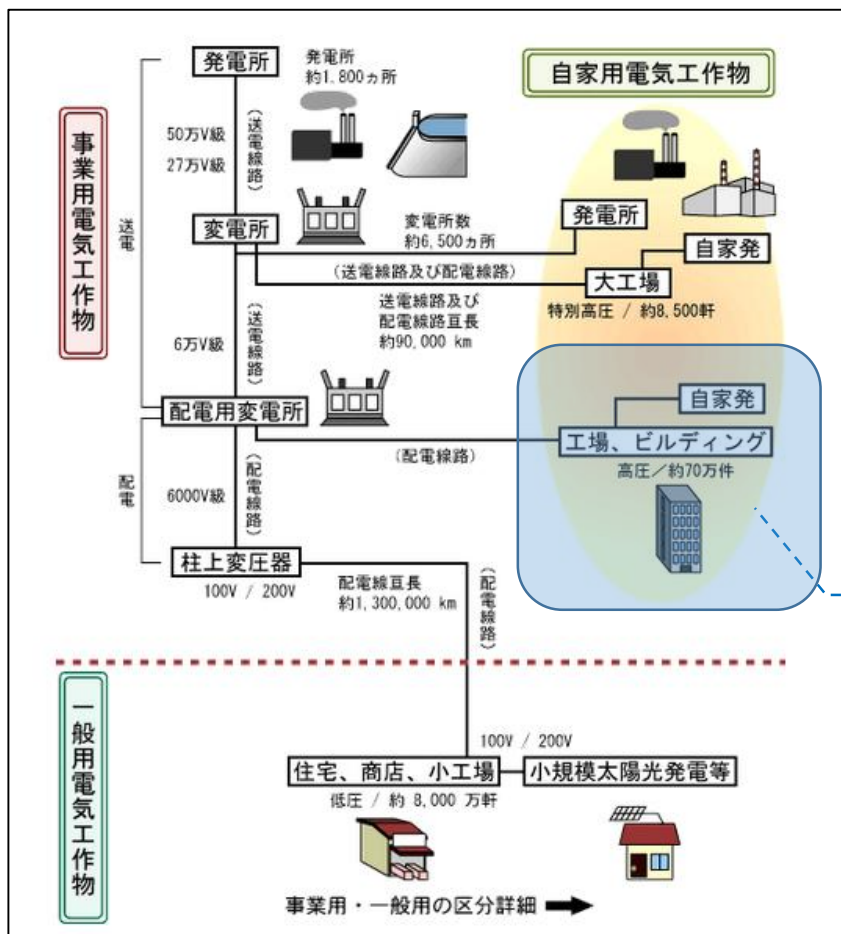 発電所
発電所
約1,800ヵ所
自家用電気工作物
事業用電気工作物
50万V級
27万V級
(送電線路)
送電
変電所
変電所数
約6,500ヵ所
発電所
自家発
(送電線路及び配電線路)
大工場
特別高圧 / 約8,500軒
送電線路及び
配電線路亘長
約90,000 km
6万V級
(送電線路)
配電用変電所
自家発
工場、ビルディング
(配電線路)
高圧/約70万件
配電
6000V級
(配電線路)
柱上変圧器
100V / 200V
配電線亘長
約1,300,000 km
(配電線路)
一般用電気工作物
100V / 200V
住宅、商店、小工場
小規模太陽光発電等
低圧 / 約 8,000 万軒
事業用・一般用の区分詳細